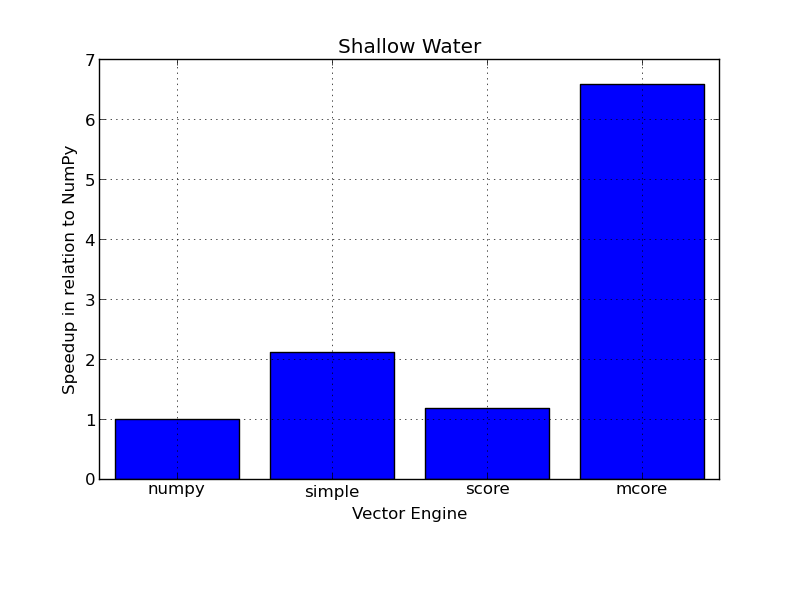 Shallow Water
7
6
5
4
3
2
1
0
Speedup in relation to NumPy
numpy simple score mcore
Vector Engine